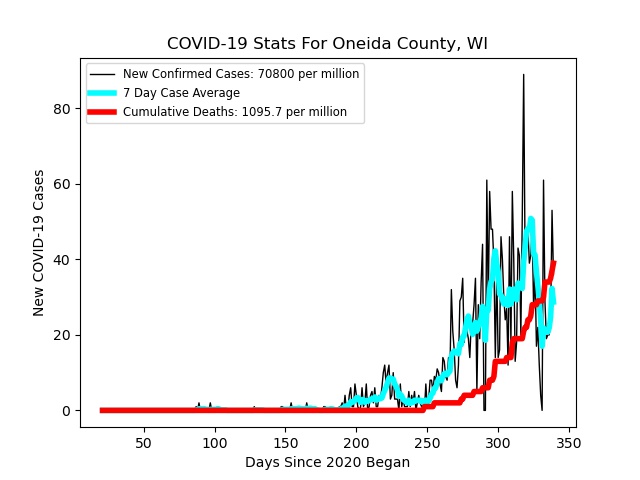 COVID-19 Stats For Oneida County, WI
New Confirmed Cases: 70800 per million
7 Day Case Average
Cumulative Deaths: 1095.7 per million
80
60
40
20
0
New COVID-19 Cases
50 100 150 200 250 300 350
Days Since 2020 Began